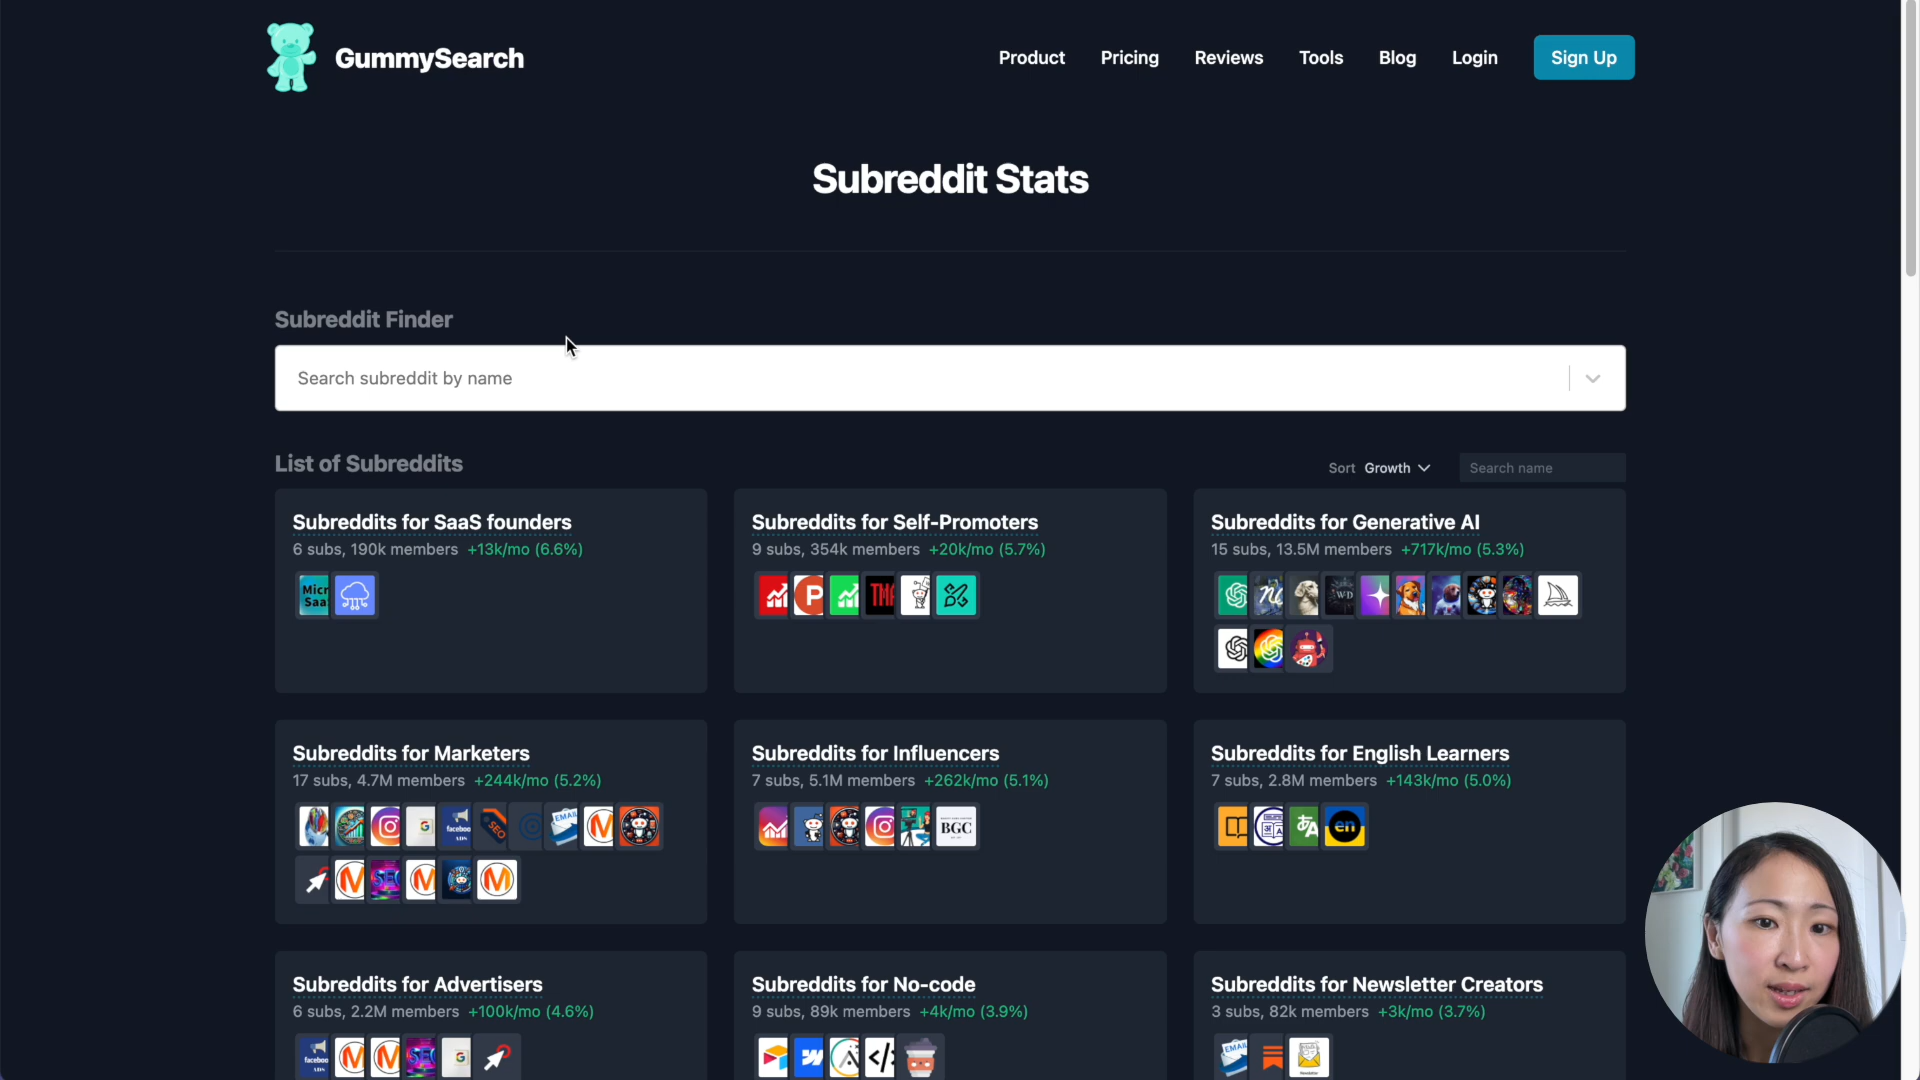 GummySearch
Product
Pricing
Reviews
Tools
Blog
Login
Sign Up
Subreddit Stats
Subreddit Finder
Search subreddit by name
List of Subreddits
Sort Growth
Search name
Subreddits for SaaS founders
6 subs, 190k members +13k/mo (6.6%)
Subreddits for Self-Promoters
9 subs, 354k members +20k/mo (5.7%)
Subreddits for Generative AI
15 subs, 13.5M members +717k/mo (5.3%)
P
WD
Subreddits for Marketers
17 subs, 4.7M members +244k/mo (5.2%)
Subreddits for Influencers
7 subs, 5.1M members +262k/mo (5.1%)
Subreddits for English Learners
7 subs, 2.8M members +143k/mo (5.0%)
G
SEO
EMAIL
M
BGC
en
M
M
M
Subreddits for Advertisers
6 subs, 2.2M members +100k/mo (4.6%)
Subreddits for No-code
9 subs, 89k members +4k/mo (3.9%)
Subreddits for Newsletter Creators
3 subs, 82k members +3k/mo (3.7%)
M
M
G
</>
EMAIL